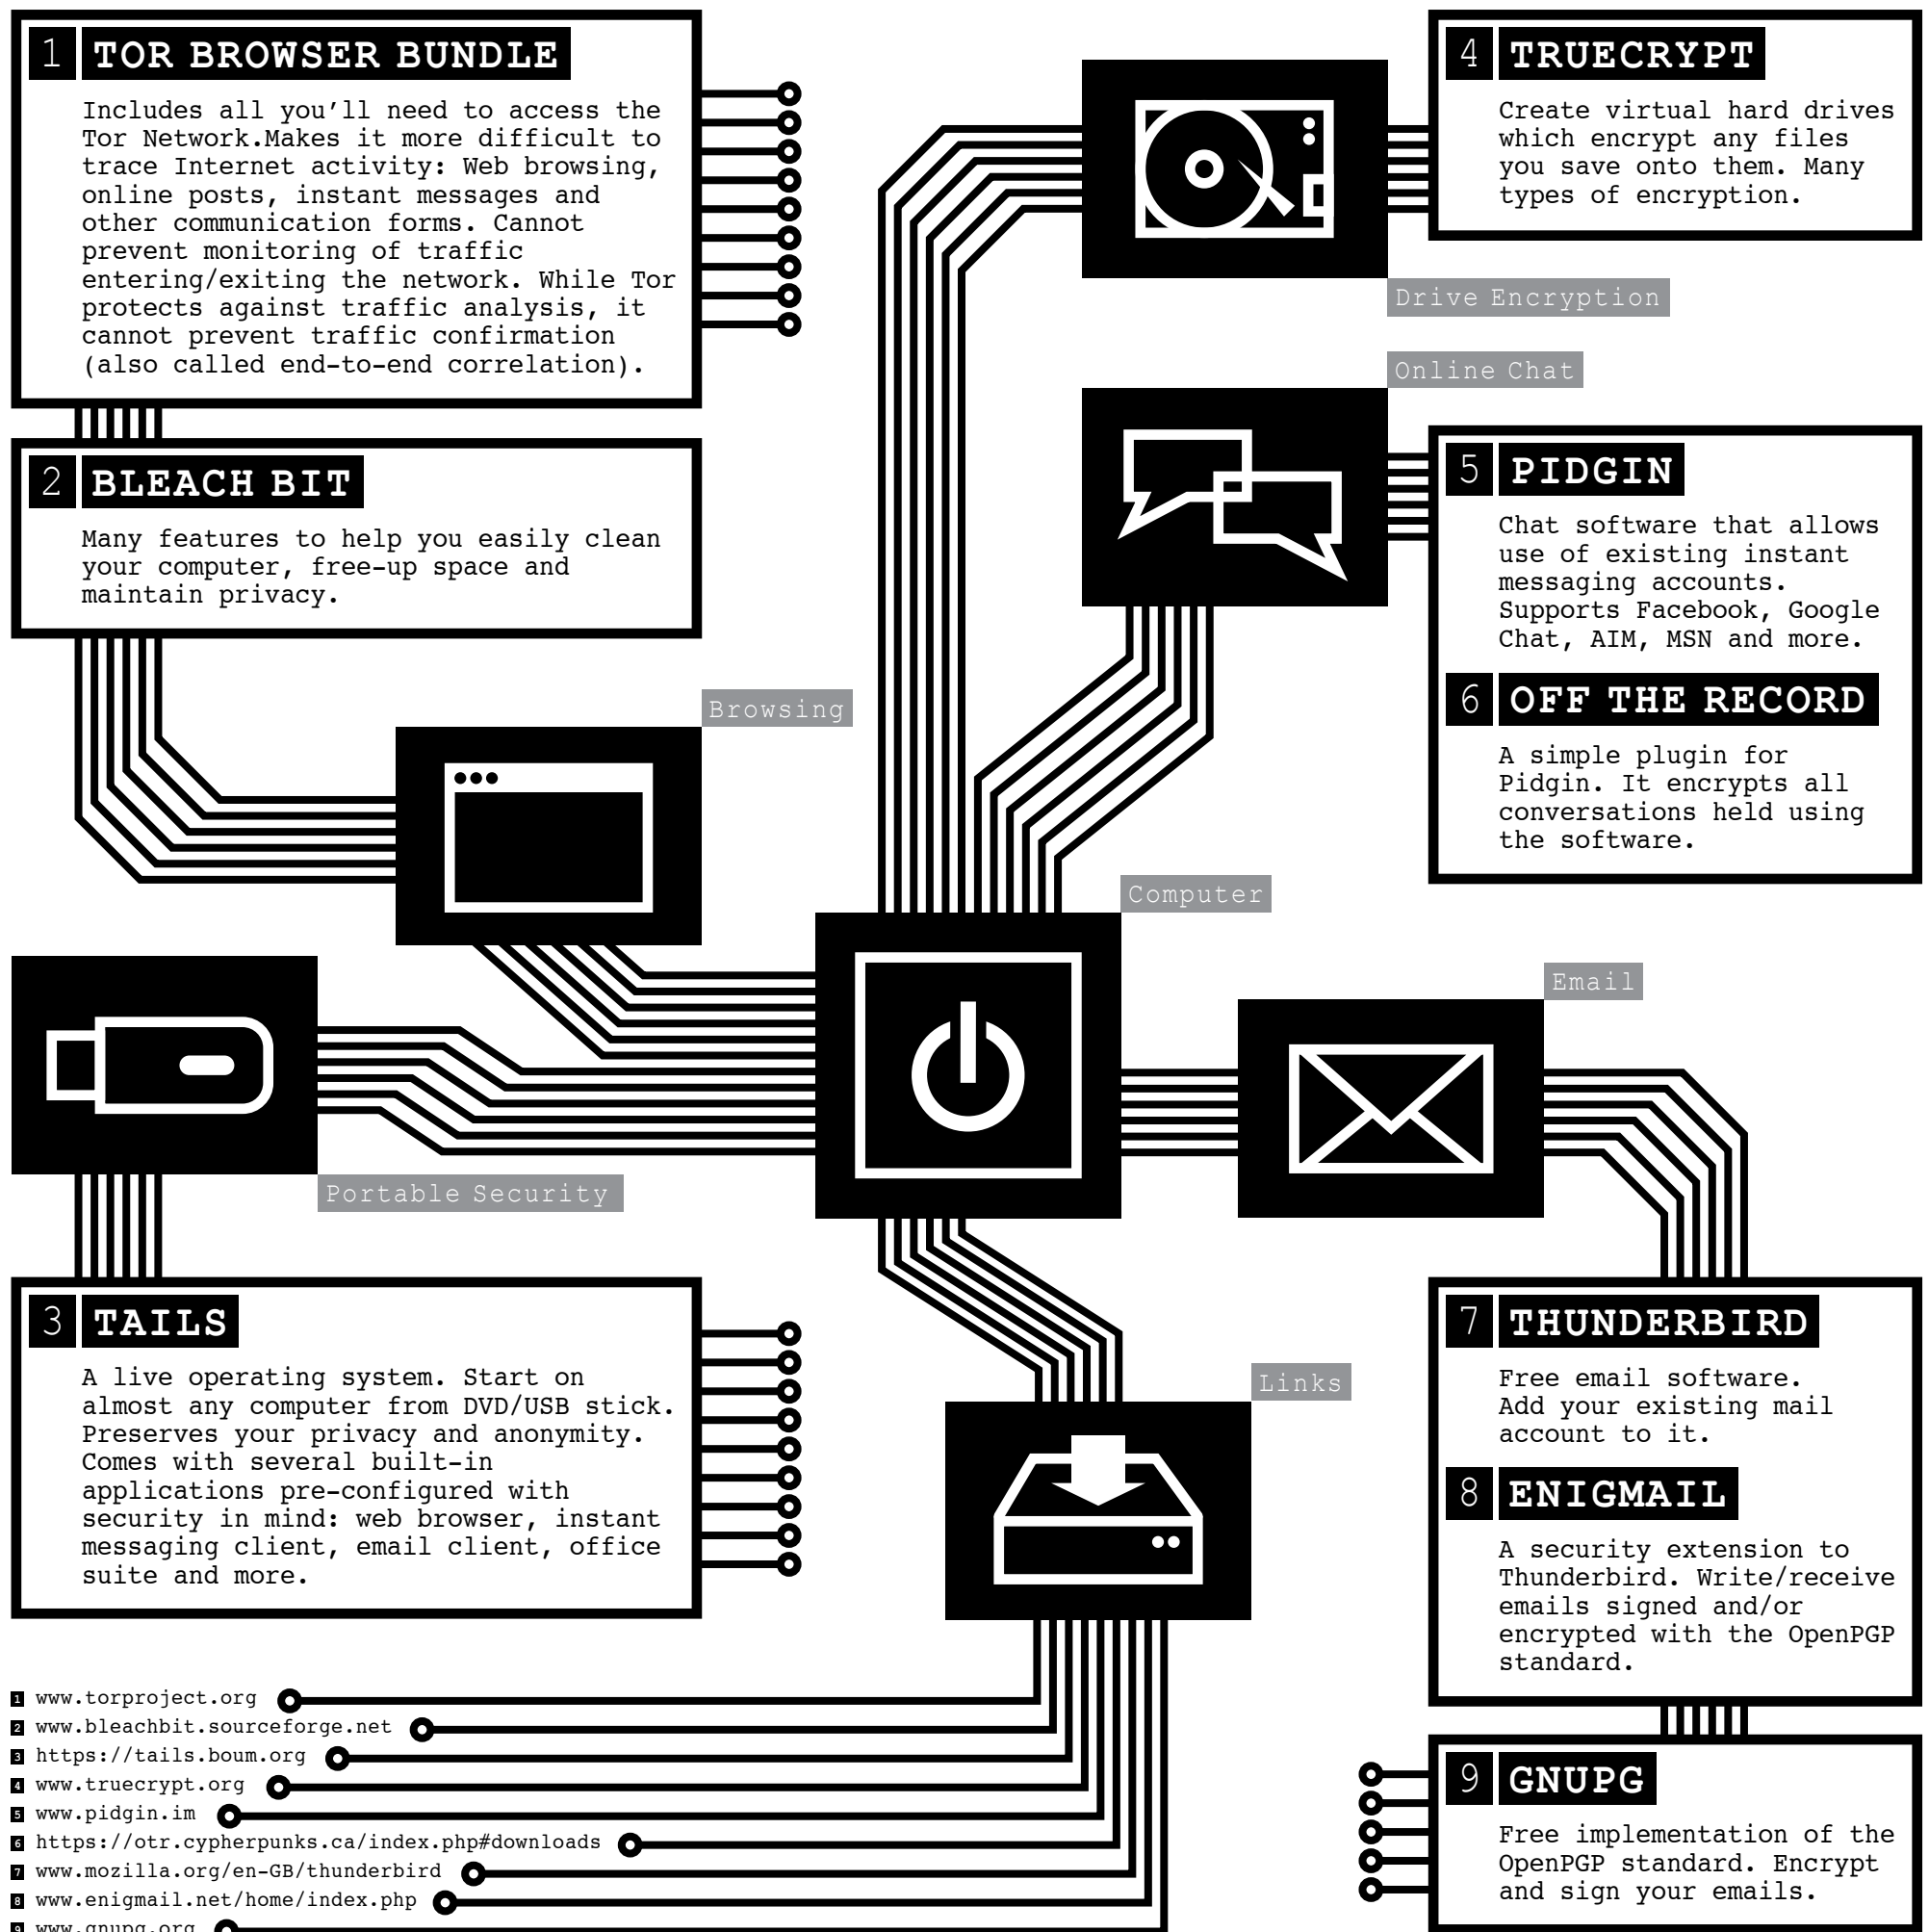 1 TOR BROWSER BUNDLE
Includes all you'll need to access the
Tor Network.Makes it more difficult to
trace Internet activity: Web browsing,
online posts, instant messages and
other communication forms. Cannot
prevent monitoring of traffic
entering/exiting the network. While Tor
protects against traffic analysis, it
cannot prevent traffic confirmation
(also called end-to-end correlation).
2 BLEACH BIT
Many features to help you easily clean
your computer, free-up space and
maintain privacy.
Browsing
Portable Security
3 TAILS
A live operating system. Start on
almost any computer from DVD/USB stick.
Preserves your privacy and anonymity.
Comes with several built-in
applications pre-configured with
security in mind: web browser, instant
messaging client, email client, office
suite and more.
4 TRUECRYPT
Create virtual hard drives
which encrypt any files
you save onto them. Many
types of encryption.
Drive Encryption
Online Chat
5 PIDGIN
Chat software that allows
use of existing instant
messaging accounts.
Supports Facebook, Google
Chat, AIM, MSN and more.
6 OFF THE RECORD
A simple plugin for
Pidgin. It encrypts all
conversations held using
the software.
Computer
Email
7 THUNDERBIRD
Free email software.
Add your existing mail
account to it.
8 ENIGMAIL
A security extension to
Thunderbird. Write/receive
emails signed and/or
encrypted with the OpenPGP
standard.
9 GNUPG
Free implementation of the
OpenPGP standard. Encrypt
and sign your emails.
Links
1 www.torproject.org
2 www.bleachbit.sourceforge.net
3 https://tails.boum.org
4 www.truecrypt.org
5 www.pidgin.im
6 https://otr.cypherpunks.ca/index.php#downloads
7 www.mozilla.org/en-GB/thunderbird
8 www.enigmail.net/home/index.php
9 www.gnupg.org